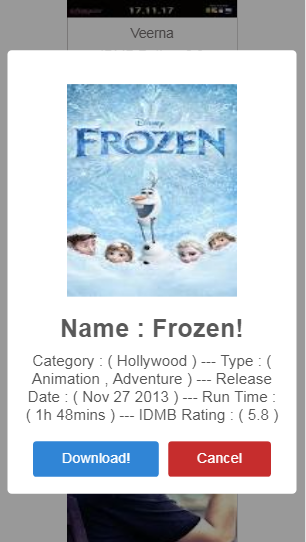 17.11.17
Veerna
Disney
FROZEN
Name : Frozen!
Category : ( Hollywood ) --- Type : (
Animation , Adventure ) --- Release
Date : ( Nov 27 2013 ) --- Run Time :
( 1h 48mins ) --- IDMB Rating : ( 5.8 )
Download! Cancel